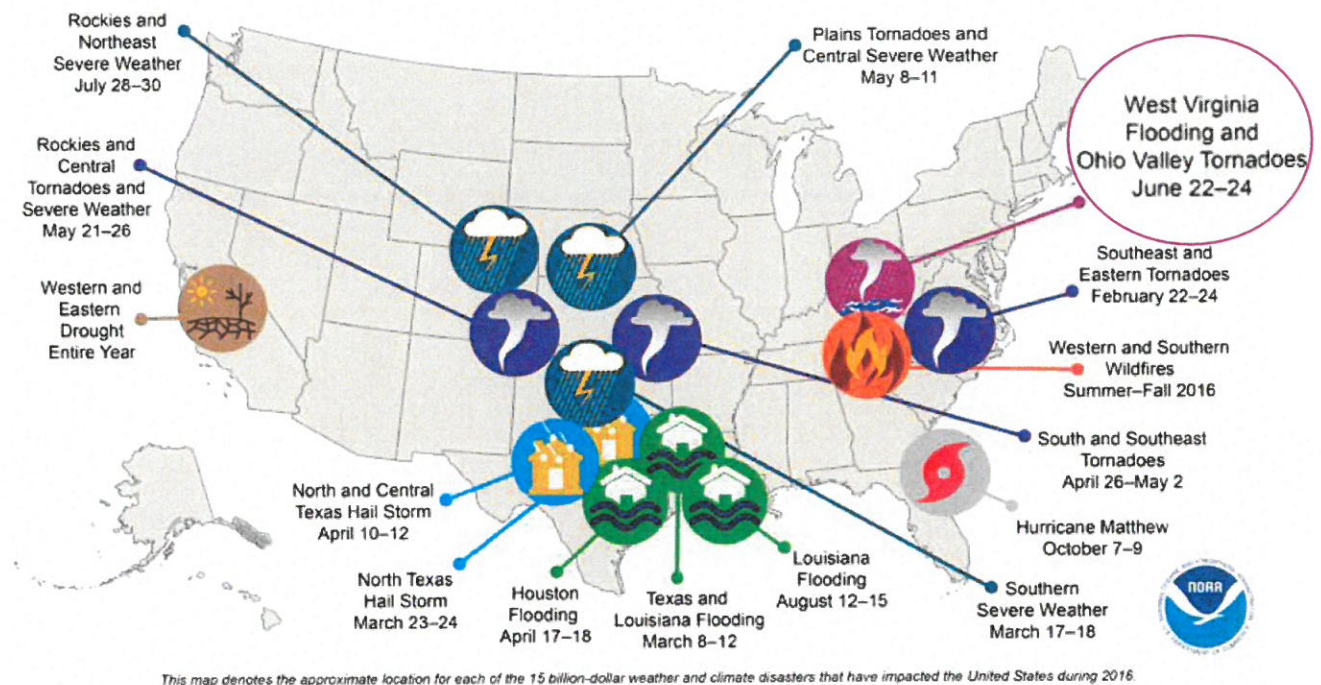 Rockies and
Northeast
Severe Weather
July 28–30
Plains Tornadoes and
Central Severe Weather
May 8–11
West Virginia
Flooding and
Ohio Valley Tornadoes
June 22–24
Rockies and
Central
Tornadoes and
Severe Weather
May 21–26
Southeast and
Eastern Tornadoes
February 22–24
Western and
Eastern
Drought
Entire Year
Western and Southern
Wildfires
Summer–Fall 2016
South and Southeast
Tornadoes
April 26–May 2
North and Central
Texas Hail Storm
April 10–12
Hurricane Matthew
October 7–9
North Texas
Hail Storm
March 23–24
Houston
Flooding
April 17–18
Texas and
Louisiana Flooding
March 8–12
Louisiana
Flooding
August 12–15
Southern
Severe Weather
March 17–18
NOAA
This map denotes the approximate location for each of the 15 billion-dollar weather and climate disasters that have impacted the United States during 2016.